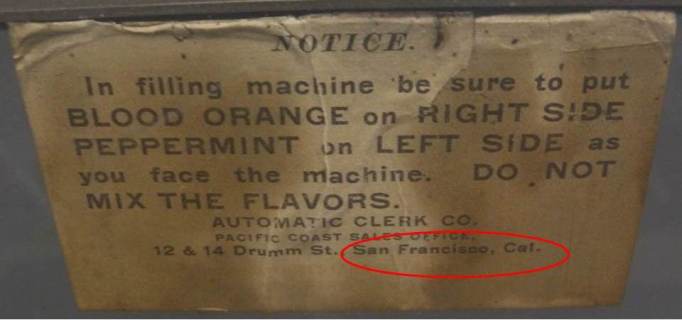 NOTICE.
In filling machine be sure to put
BLOOD ORANGE on RIGHT SIDE
PEPPERMINT on LEFT SIDE as
you face the machine. DO NOT
MIX THE FLAVORS.
AUTOMATIC CLERK CO.
PACIFIC COAST SALES OFFICE,
12 & 14 Drumm St. San Francisco, Cal.